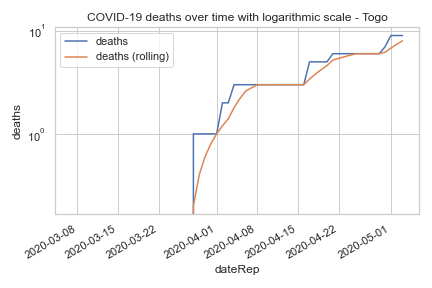 COVID-19 deaths over time with logarithmic scale - Togo
deaths
deaths (rolling)
10¹
10⁰
deaths
2020-03-08
2020-03-15
2020-03-22
2020-04-01
2020-04-08
2020-04-15
2020-04-22
2020-05-01
dateRep